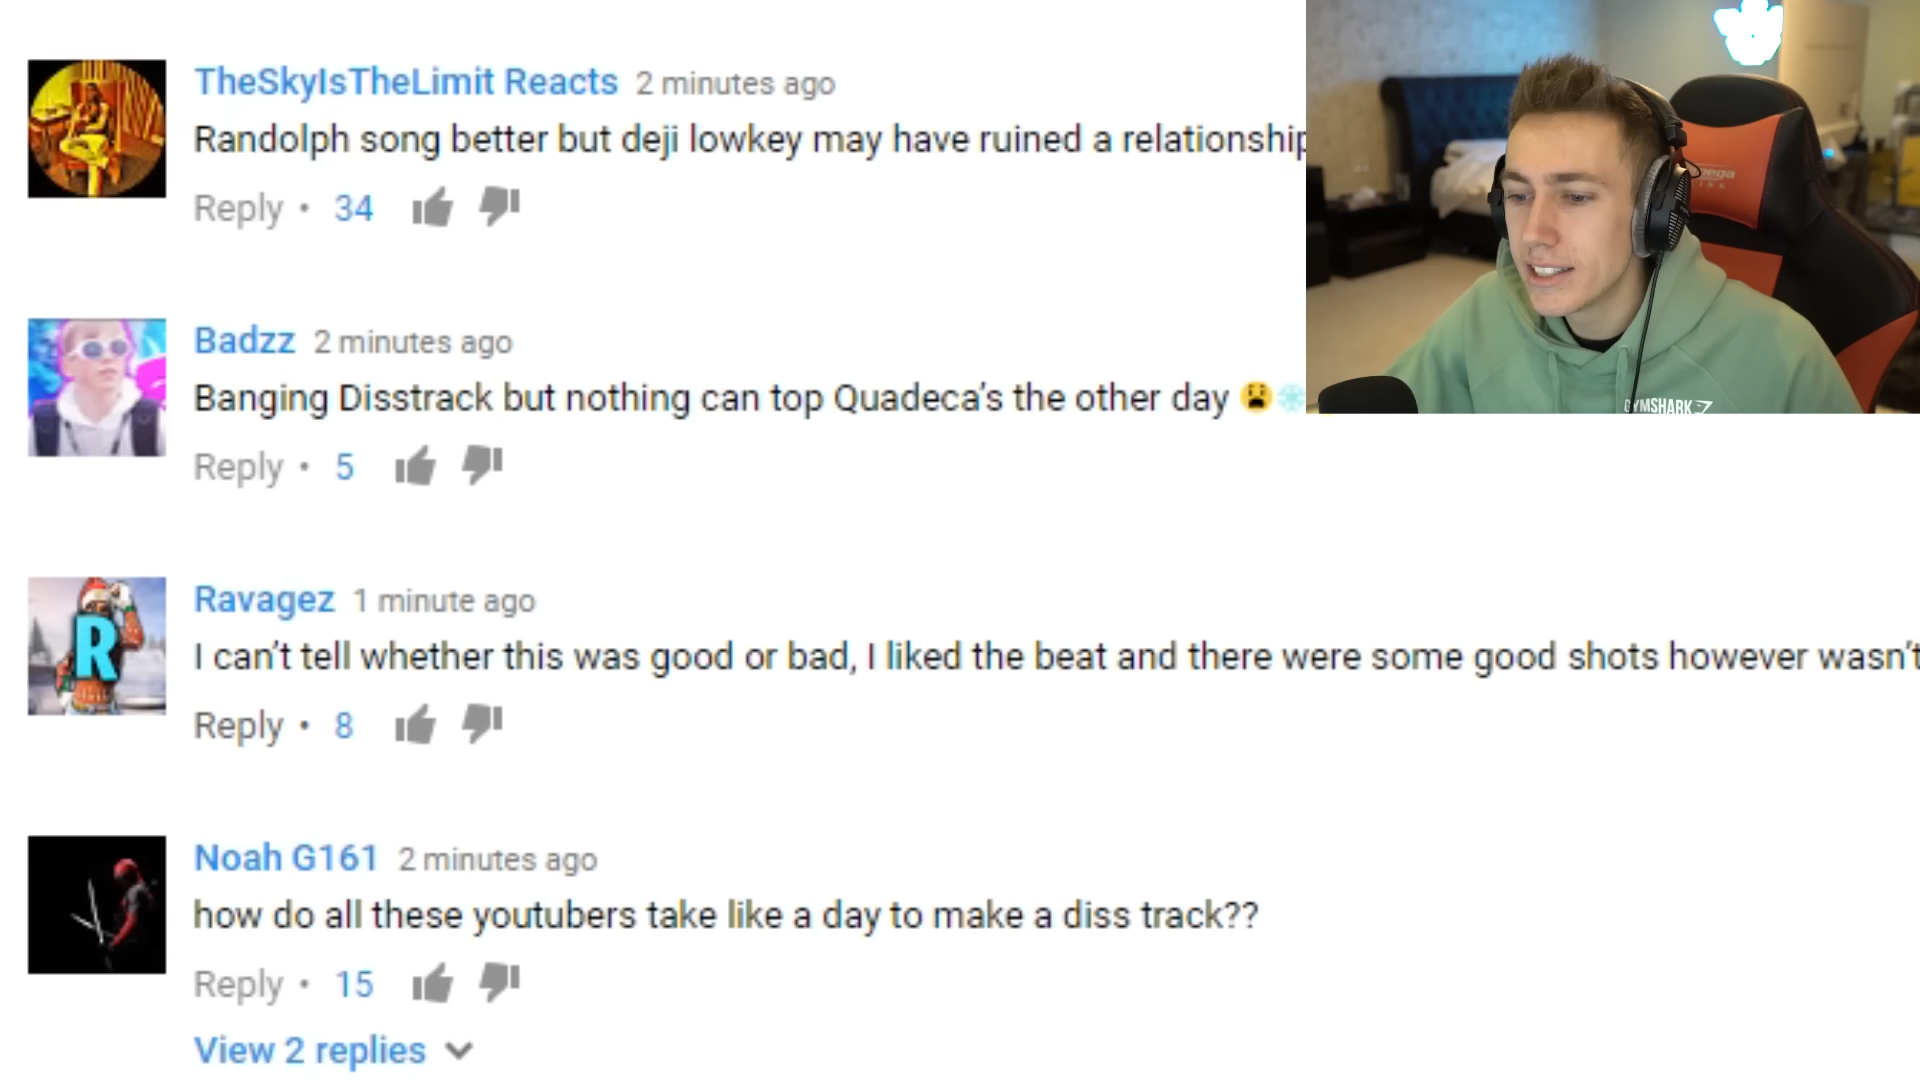 TheSkyIsTheLimit Reacts 2 minutes ago
Randolph song better but deji lowkey may have ruined a relationship
Reply • 34
Badzz 2 minutes ago
Banging Disstrack but nothing can top Quadeca's the other day 😫❄
Reply • 5
R
Ravagez 1 minute ago
I can't tell whether this was good or bad, I liked the beat and there were some good shots however wasn't
Reply • 8
Noah G161 2 minutes ago
how do all these youtubers take like a day to make a diss track??
Reply • 15
View 2 replies
GYMSHARK